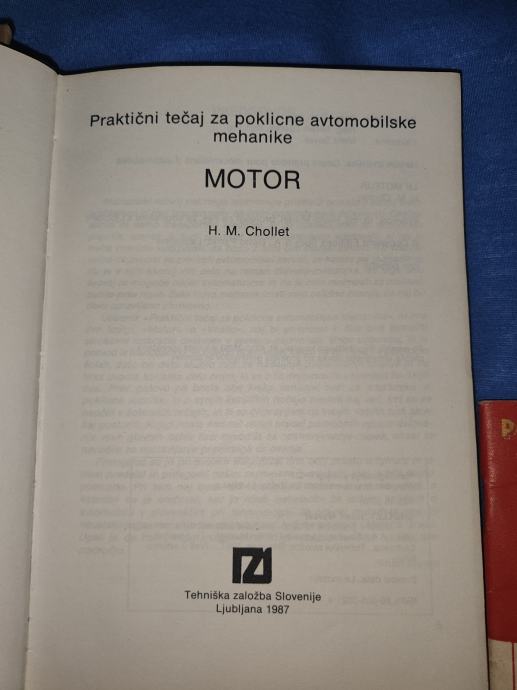 Praktični tečaj za poklicne avtomobilske
mehanike
MOTOR
H. M. Chollet
Tehniška založba Slovenije
Ljubljana 1987